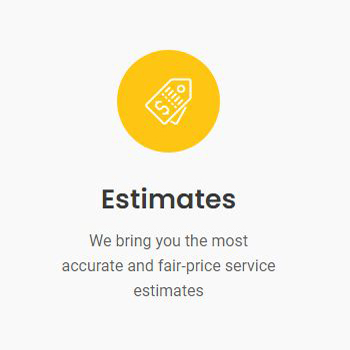 $
Estimates
We bring you the most
accurate and fair-price service
estimates